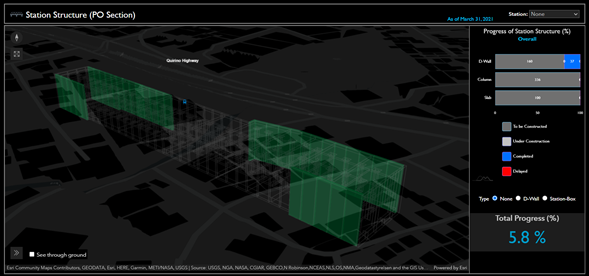 Station Structure (PO Section)
As of March 31, 2021
Station:
None
Quirino Highway
Progress of Station Structure (%)
Overall
D-Wall
Column
Slab
100
100
0
50
100
To be Constructed
Under Construction
Completed
Delayed
Type
None
D-Wall
Station-Box
Total Progress (%)
5.8 %
See through ground
Esri Community Maps Contributors, GEODATA, Esri, HERE, Garmin, METI/NASA, USGS | Source: USGS, NGA, NASA, CGIAR, GEBCO,N Robinson,NCEAS,NLS,OS,NMA,Geodatastyrelsen and the GIS Us...
Powered by Esri